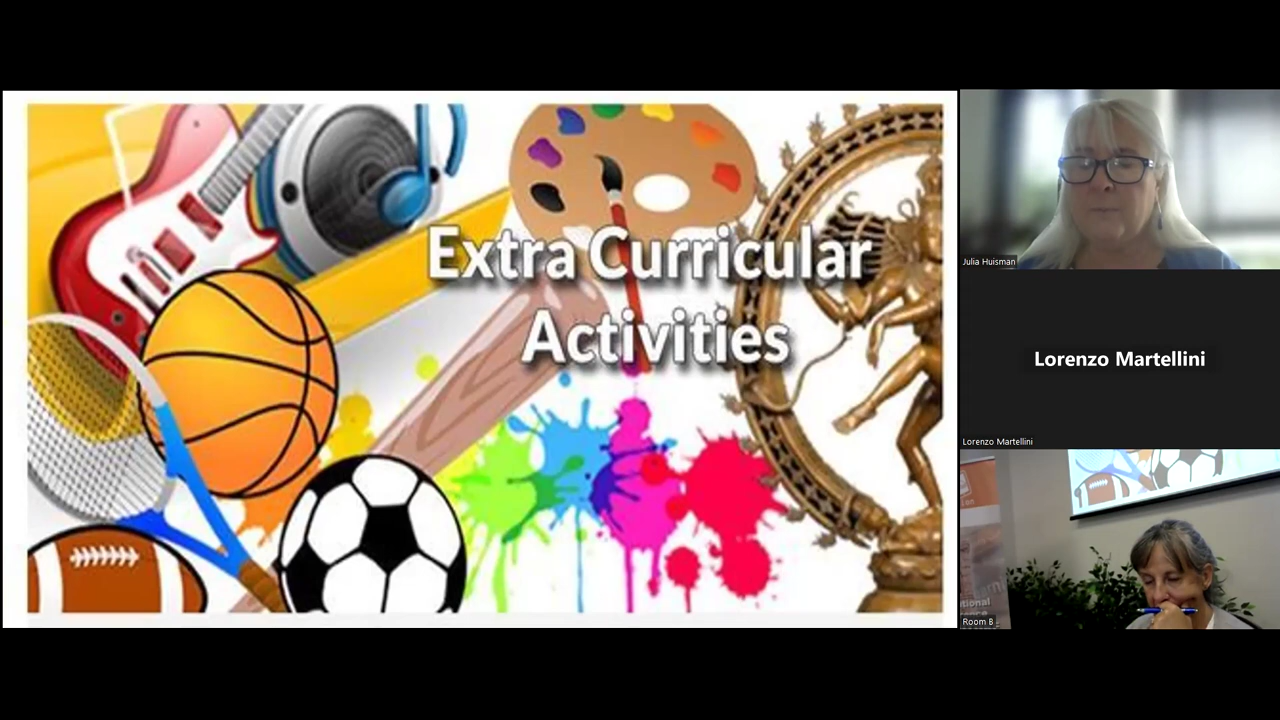 Extra Curricular
Activities
Julia Huisman
Lorenzo Martellini
Lorenzo Martellini
Room B